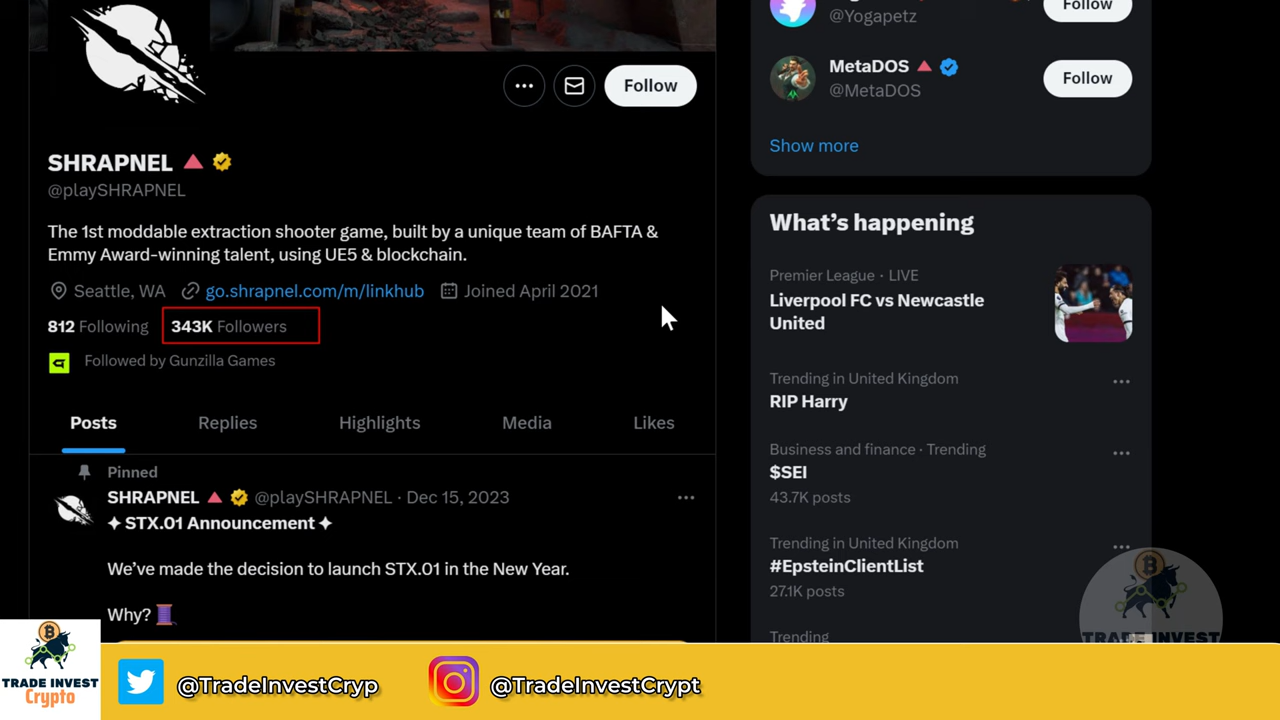 Follow
SHRAPNEL
@playSHRAPNEL
The 1st moddable extraction shooter game, built by a unique team of BAFTA &
Emmy Award-winning talent, using UE5 & blockchain.
Seattle, WA go.shrapnel.com/m/linkhub Joined April 2021
812 Following 343K Followers
Followed by Gunzilla Games
Posts Replies Highlights Media Likes
Pinned
SHRAPNEL @playSHRAPNEL · Dec 15, 2023
✦ STX.01 Announcement ✦
We’ve made the decision to launch STX.01 in the New Year.
Why?
@Yogapetz
Follow
MetaDOS
@MetaDOS
Follow
Show more
What’s happening
Premier League · LIVE
Liverpool FC vs Newcastle
United
Trending in United Kingdom
RIP Harry
Business and finance · Trending
$SEI
43.7K posts
Trending in United Kingdom
#EpsteinClientList
27.1K posts
Trending
TRADE INVEST
TRADE INVEST
Crypto
@TradeInvestCryp
@TradeInvestCrypt